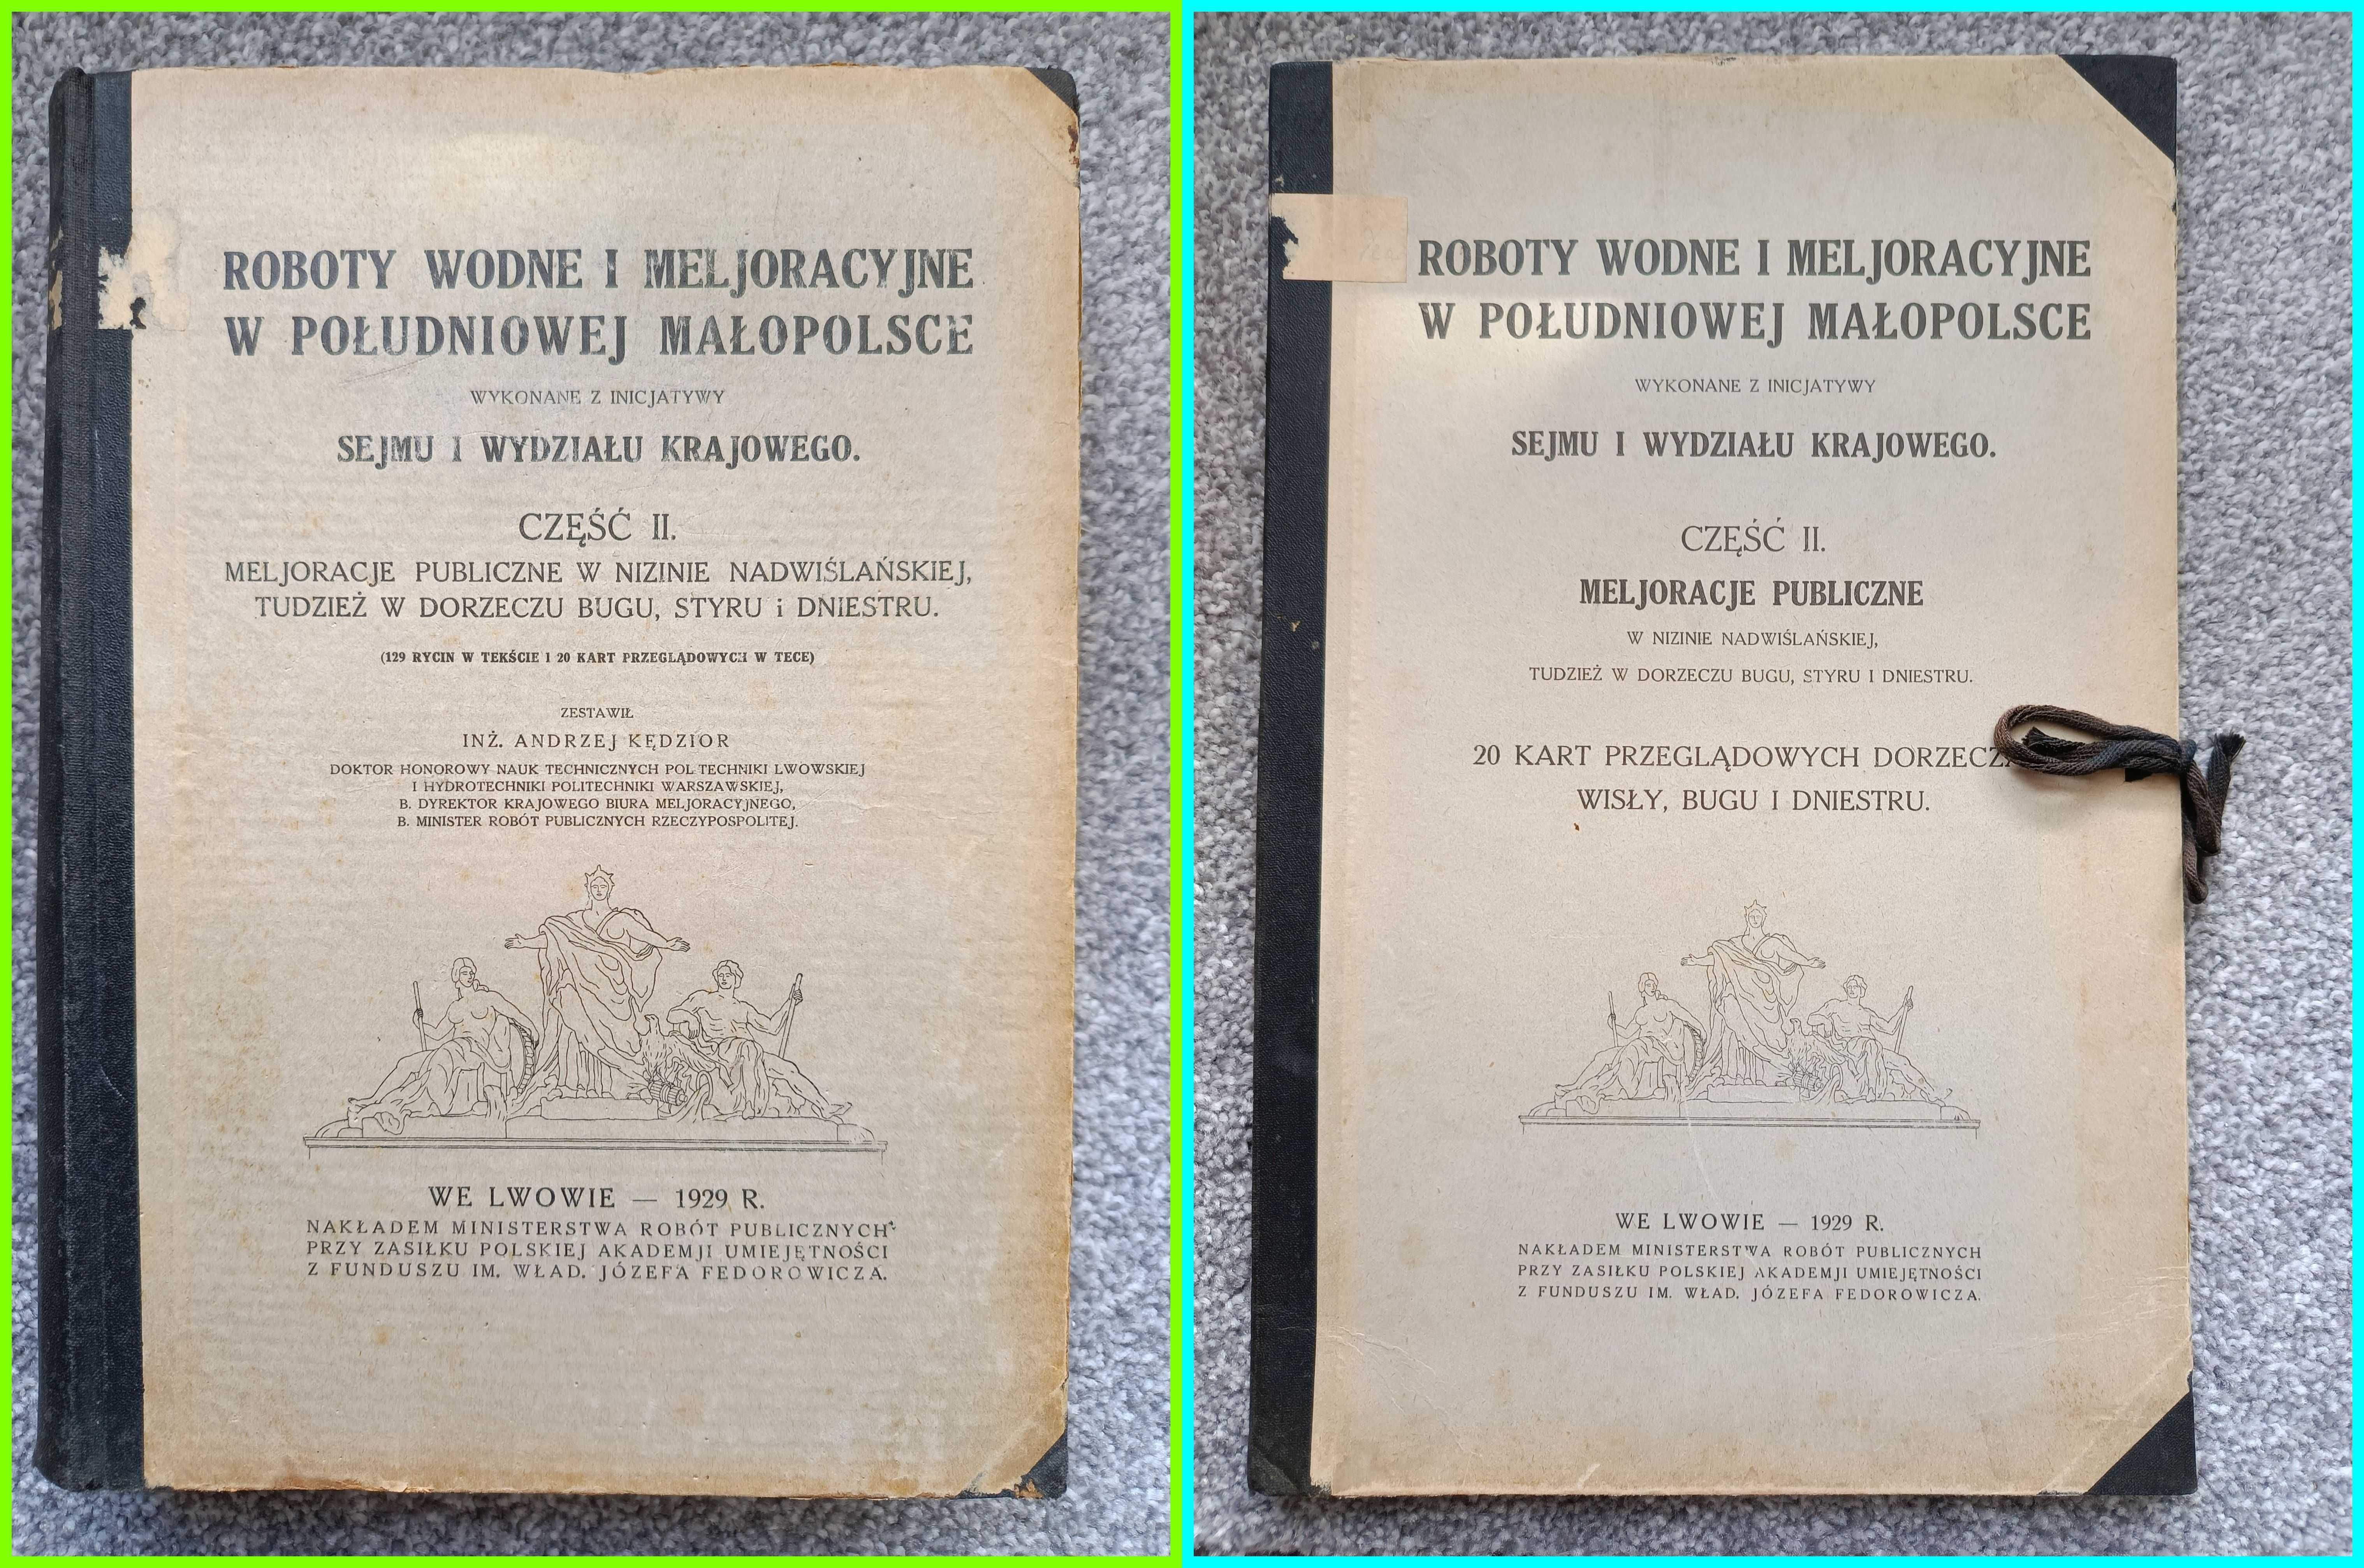 ROBOTY WODNE I MELJORACYJNE
W POŁUDNIOWEJ MAŁOPOLSCE
WYKONANE Z INICJATYWY
SEJMU I WYDZIAŁU KRAJOWEGO.
CZĘŚĆ II.
MELJORACJE PUBLICZNE W NIZINIE NADWIŚLAŃSKIEJ,
TUDZIEŻ W DORZECZU BUGU, STYRU i DNIESTRU.
(129 RYCIN W TEKŚCIE I 20 KART PRZEGLĄDOWYCH W TECE)
ZESTAWIŁ
INŻ. ANDRZEJ KĘDZIOR
DOKTOR HONOROWY NAUK TECHNICZNYCH POLITECHNIKI LWOWSKIEJ
I HYDROTECHNIKI POLITECHNIKI WARSZAWSKIEJ,
B. DYREKTOR KRAJOWEGO BIURA MELJORACYJNEGO,
B. MINISTER ROBÓT PUBLICZNYCH RZECZYPOSPOLITEJ.
WE LWOWIE — 1929 R.
NAKŁADEM MINISTERSTWA ROBÓT PUBLICZNYCH
PRZY ZASIŁKU POLSKIEJ AKADEMJI UMIEJĘTNOŚCI
Z FUNDUSZU IM. WŁAD. JÓZEFA FEDOROWICZA.
ROBOTY WODNE I MELJORACYJNE
W POŁUDNIOWEJ MAŁOPOLSCE
WYKONANE Z INICJATYWY
SEJMU I WYDZIAŁU KRAJOWEGO.
CZĘŚĆ II.
MELJORACJE PUBLICZNE
W NIZINIE NADWIŚLAŃSKIEJ,
TUDZIEŻ W DORZECZU BUGU, STYRU I DNIESTRU.
20 KART PRZEGLĄDOWYCH DORZECZA
WISŁY, BUGU I DNIESTRU.
WE LWOWIE — 1929 R.
NAKŁADEM MINISTERSTWA ROBÓT PUBLICZNYCH
PRZY ZASIŁKU POLSKIEJ AKADEMJI UMIEJĘTNOŚCI
Z FUNDUSZU IM. WŁAD. JÓZEFA FEDOROWICZA.